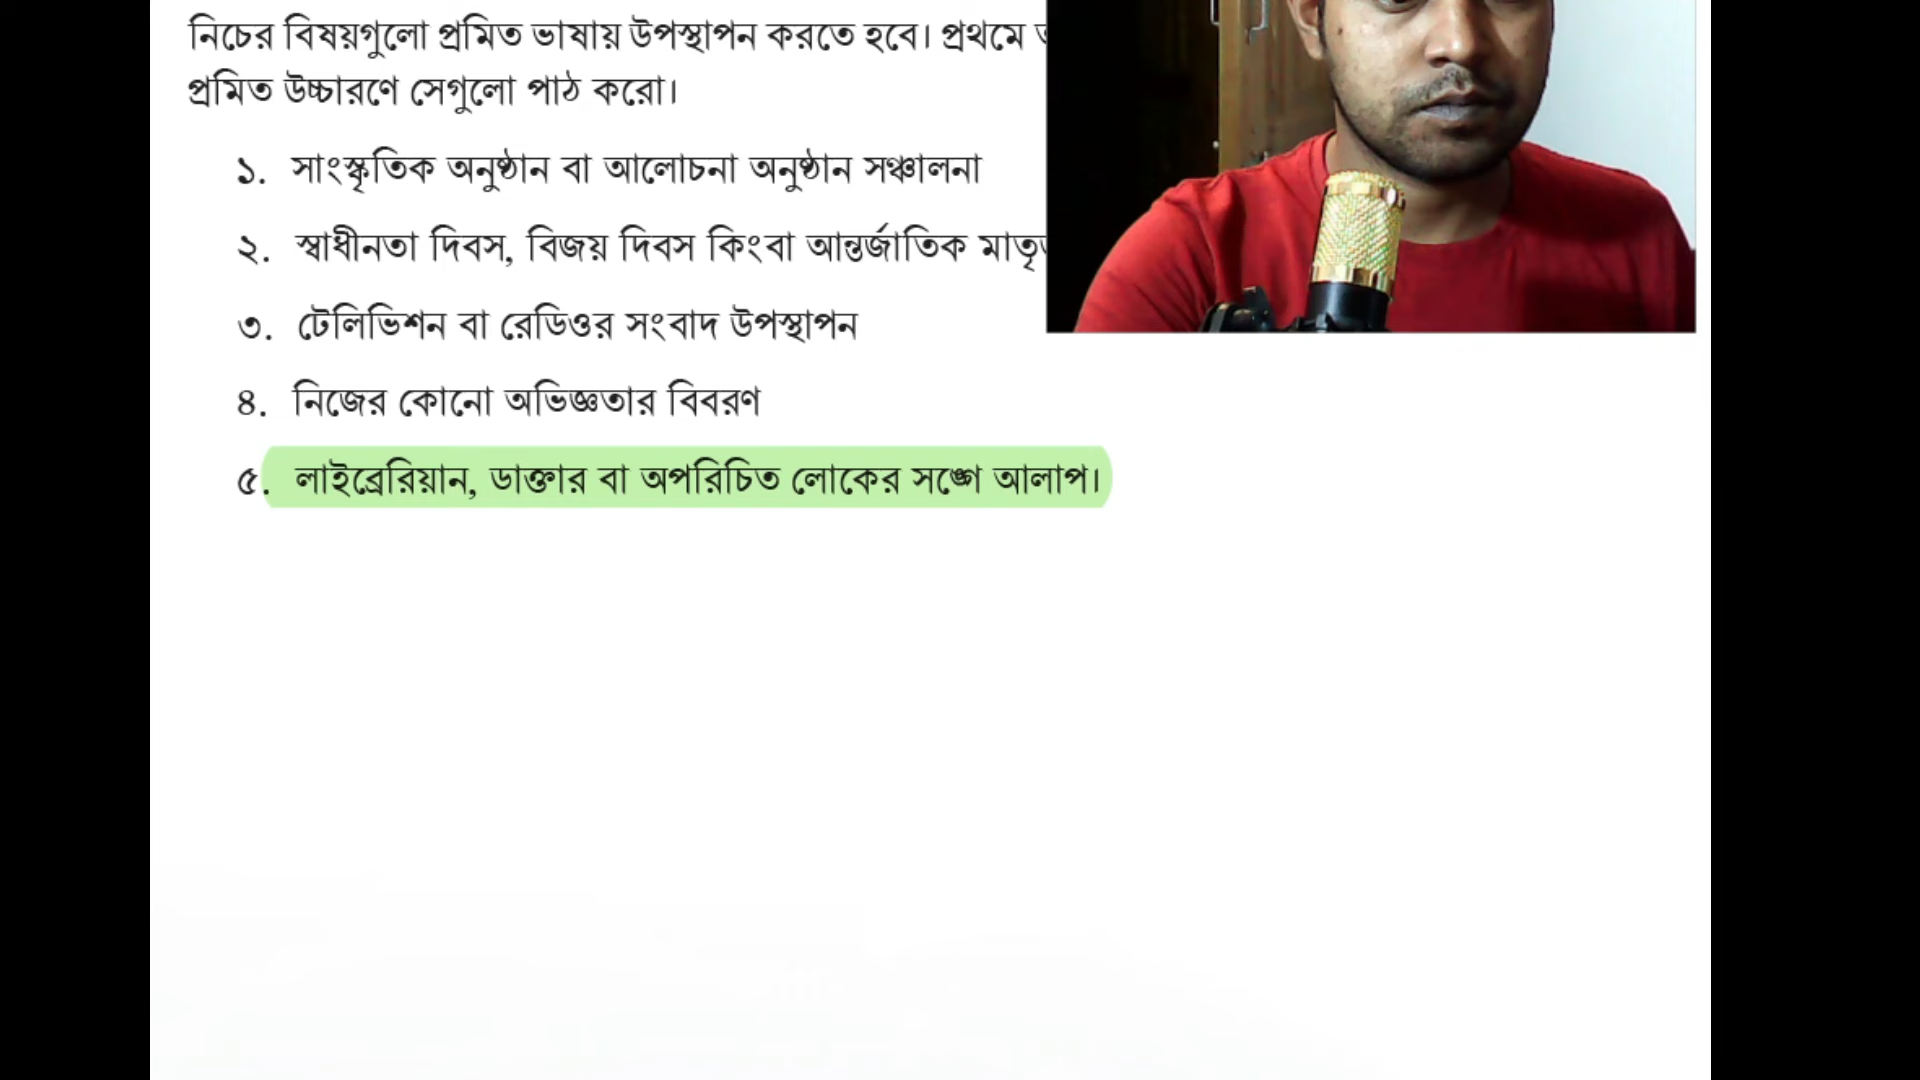 নিচের বিষয়গুলো প্রমিত ভাষায় উপস্থাপন করতে হবে। প্রথমে
প্রমিত উচ্চারণে সেগুলো পাঠ করো।
১. সাংস্কৃতিক অনুষ্ঠান বা আলোচনা অনুষ্ঠান সঞ্চালনা
২. স্বাধীনতা দিবস, বিজয় দিবস কিংবা আন্তর্জাতিক
৩. টেলিভিশন বা রেডিওর সংবাদ উপস্থাপন
৪. নিজের কোনো অভিজ্ঞতার বিবরণ
৫. লাইব্রেরিয়ান, ডাক্তার বা অপরিচিত লোকের সঙ্গে আলাপ।